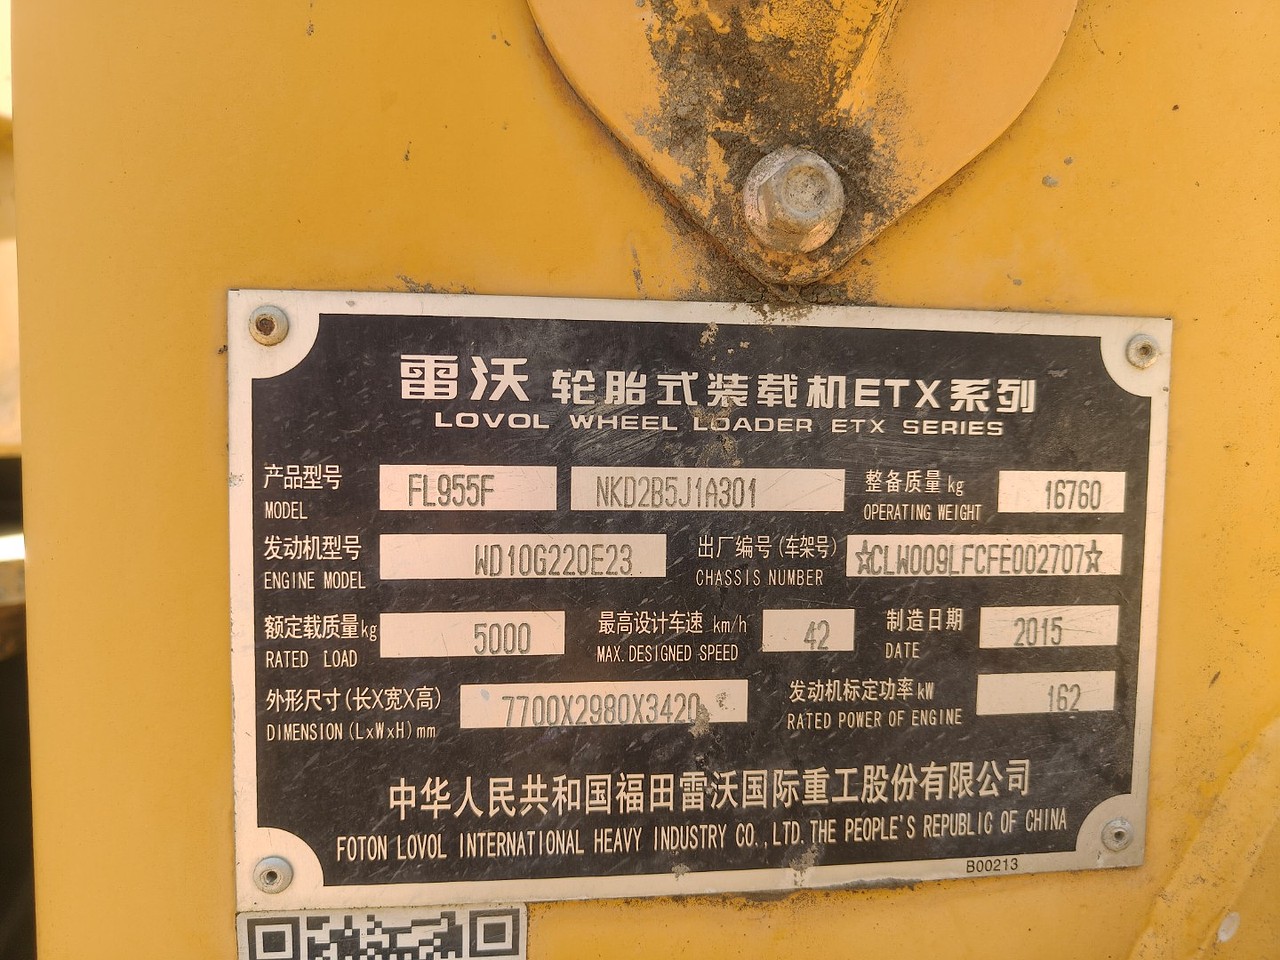 雷沃 轮胎式装载机ETX系列
LOVOL WHEEL LOADER ETX SERIES
产品型号 FL955F NKD2B5J1A301 整备质量kg 16760
MODEL OPERATING WEIGHT
发动机型号 WD10G220E23 出厂编号(车架号) ☆CLW009LFCFE002707☆
ENGINE MODEL CHASSIS NUMBER
额定载质量kg 5000 最高设计车速 km/h 42 制造日期 2015
RATED LOAD MAX.DESIGNED SPEED DATE
外形尺寸(长X宽X高) 7700X2980X3420 发动机标定功率kW 162
DIMENSION(LxWxH)mm RATED POWER OF ENGINE
中华人民共和国福田雷沃国际重工股份有限公司
FOTON LOVOL INTERNATIONAL HEAVY INDUSTRY CO.,LTD.THE PEOPLE'S REPUBLIC OF CHINA
B00213